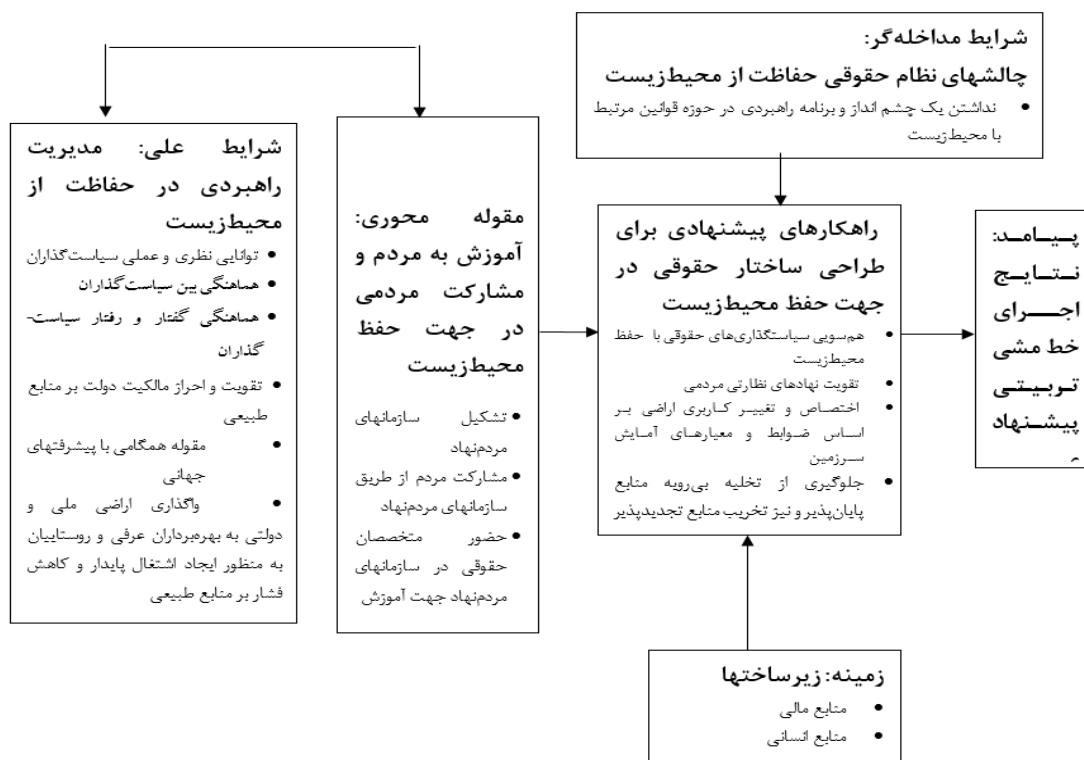 شرایط مداخله‌گر:
چالشهای نظام حقوقی حفاظت از محیط‌زیست
• نداشتن یک چشم انداز و برنامه راهبردی در حوزه قوانین مرتبط
با محیط‌زیست
شرایط علی: مدیریت
راهبردی در حفاظت از
محیط‌زیست
• توانایی نظری و عملی سیاست‌گذاران
• هماهنگی بین سیاست‌گذاران
• هماهنگی گفتار و رفتار سیاست-
گذاران
• تقویت و احراز مالکیت دولت بر منابع
طبیعی
• مقوله همگامی با پیشرفتهای
جهانی
• واگذاری اراضی ملی و
دولتی به بهره‌برداران عرفی و روستاییان
به منظور ایجاد اشتغال پایدار و کاهش
فشار بر منابع طبیعی
مقوله محوری:
آموزش به مردم و
مشارکت مردمی
در جهت حفظ
محیط‌زیست
• تشکیل سازمانهای
مردم‌نهاد
• مشارکت مردم از طریق
سازمانهای مردم‌نهاد
• حضور متخصصان
حقوقی در سازمانهای
مردم‌نهاد جهت آموزش
راهکارهای پیشنهادی برای
طراحی ساختار حقوقی در
جهت حفظ محیط‌زیست
• هم‌سویی سیاستگذاری‌های حقوقی با حفظ
محیط‌زیست
• تقویت نهادهای نظارتی مردمی
• اختصاص و تغییر کاربری اراضی بر
اساس ضوابط و معیارهای آمایش
سرزمین
• جلوگیری از تخلیه بی‌رویه منابع
پایان‌پذیر و نیز تخریب منابع تجدیدپذیر
پیامد:
نتایج
اجرای
خط مشی
تربیتی
پیشنهاد
زمینه: زیرساختها
• منابع مالی
• منابع انسانی